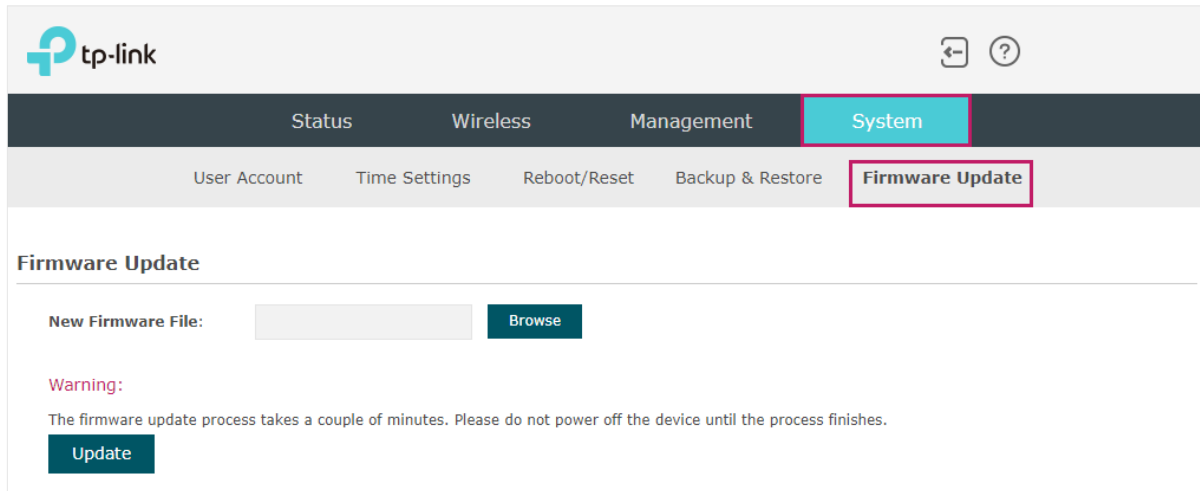 tp-link
Status Wireless Management System
User Account Time Settings Reboot/Reset Backup & Restore Firmware Update
Firmware Update
New Firmware File: Browse
Warning:
The firmware update process takes a couple of minutes. Please do not power off the device until the process finishes.
Update